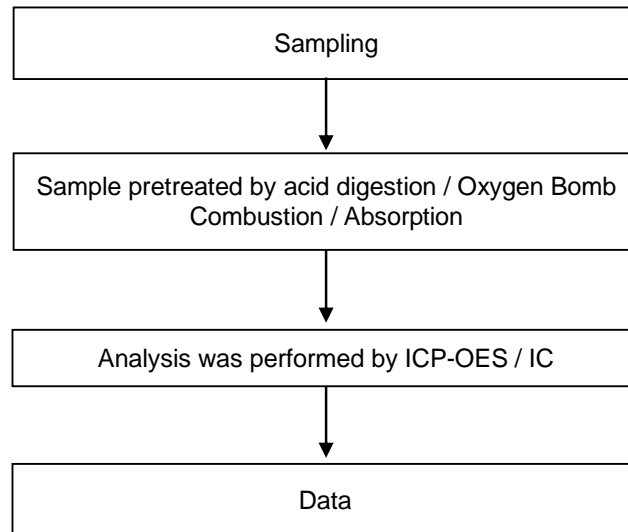 Sampling
Sample pretreated by acid digestion / Oxygen Bomb
Combustion / Absorption
Analysis was performed by ICP-OES / IC
Data